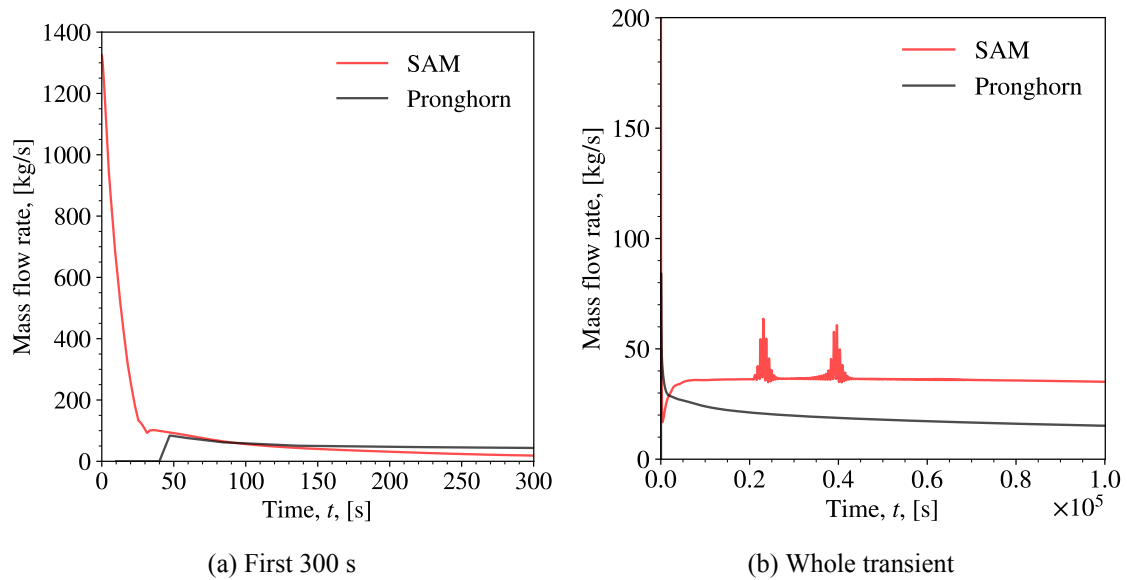 1400
1200
1000
800
600
400
200
0
Mass flow rate, [kg/s]
SAM
Pronghorn
0 50 100 150 200 250 300
Time, t, [s]
(a) First 300 s
200
150
100
50
0
Mass flow rate, [kg/s]
SAM
Pronghorn
0.0 0.2 0.4 0.6 0.8 1.0
×10⁵
Time, t, [s]
(b) Whole transient